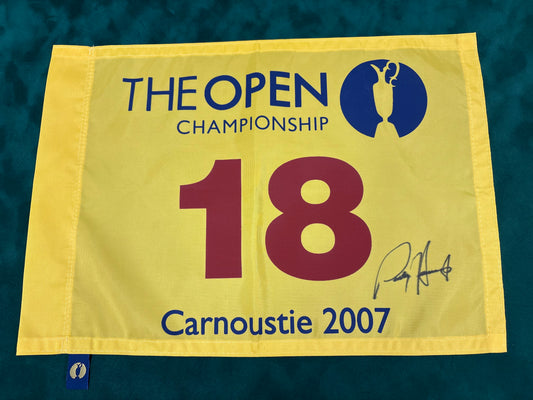 THE OPEN
CHAMPIONSHIP
18
Carnoustie 2007